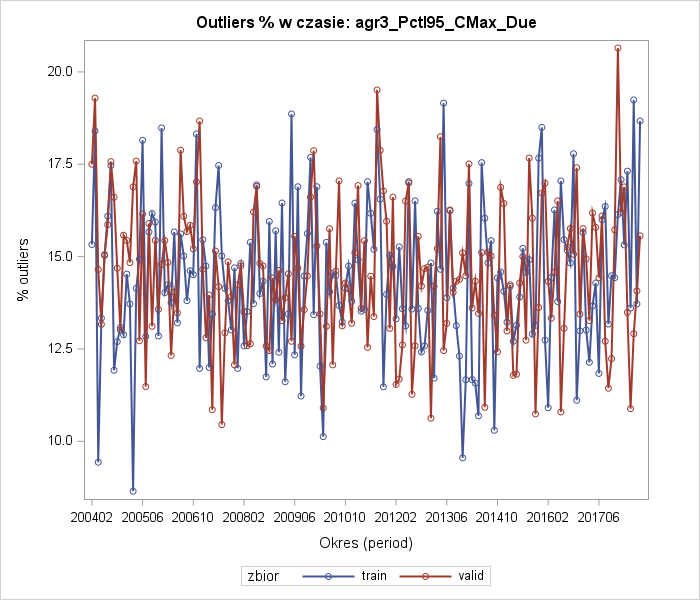 Outliers % w czasie: agr3_Pctl95_CMax_Due
% outliers
20.0
17.5
15.0
12.5
10.0
200402 200506 200610 200802 200906 201010 201202 201306 201410 201602 201706
Okres (period)
zbior train valid